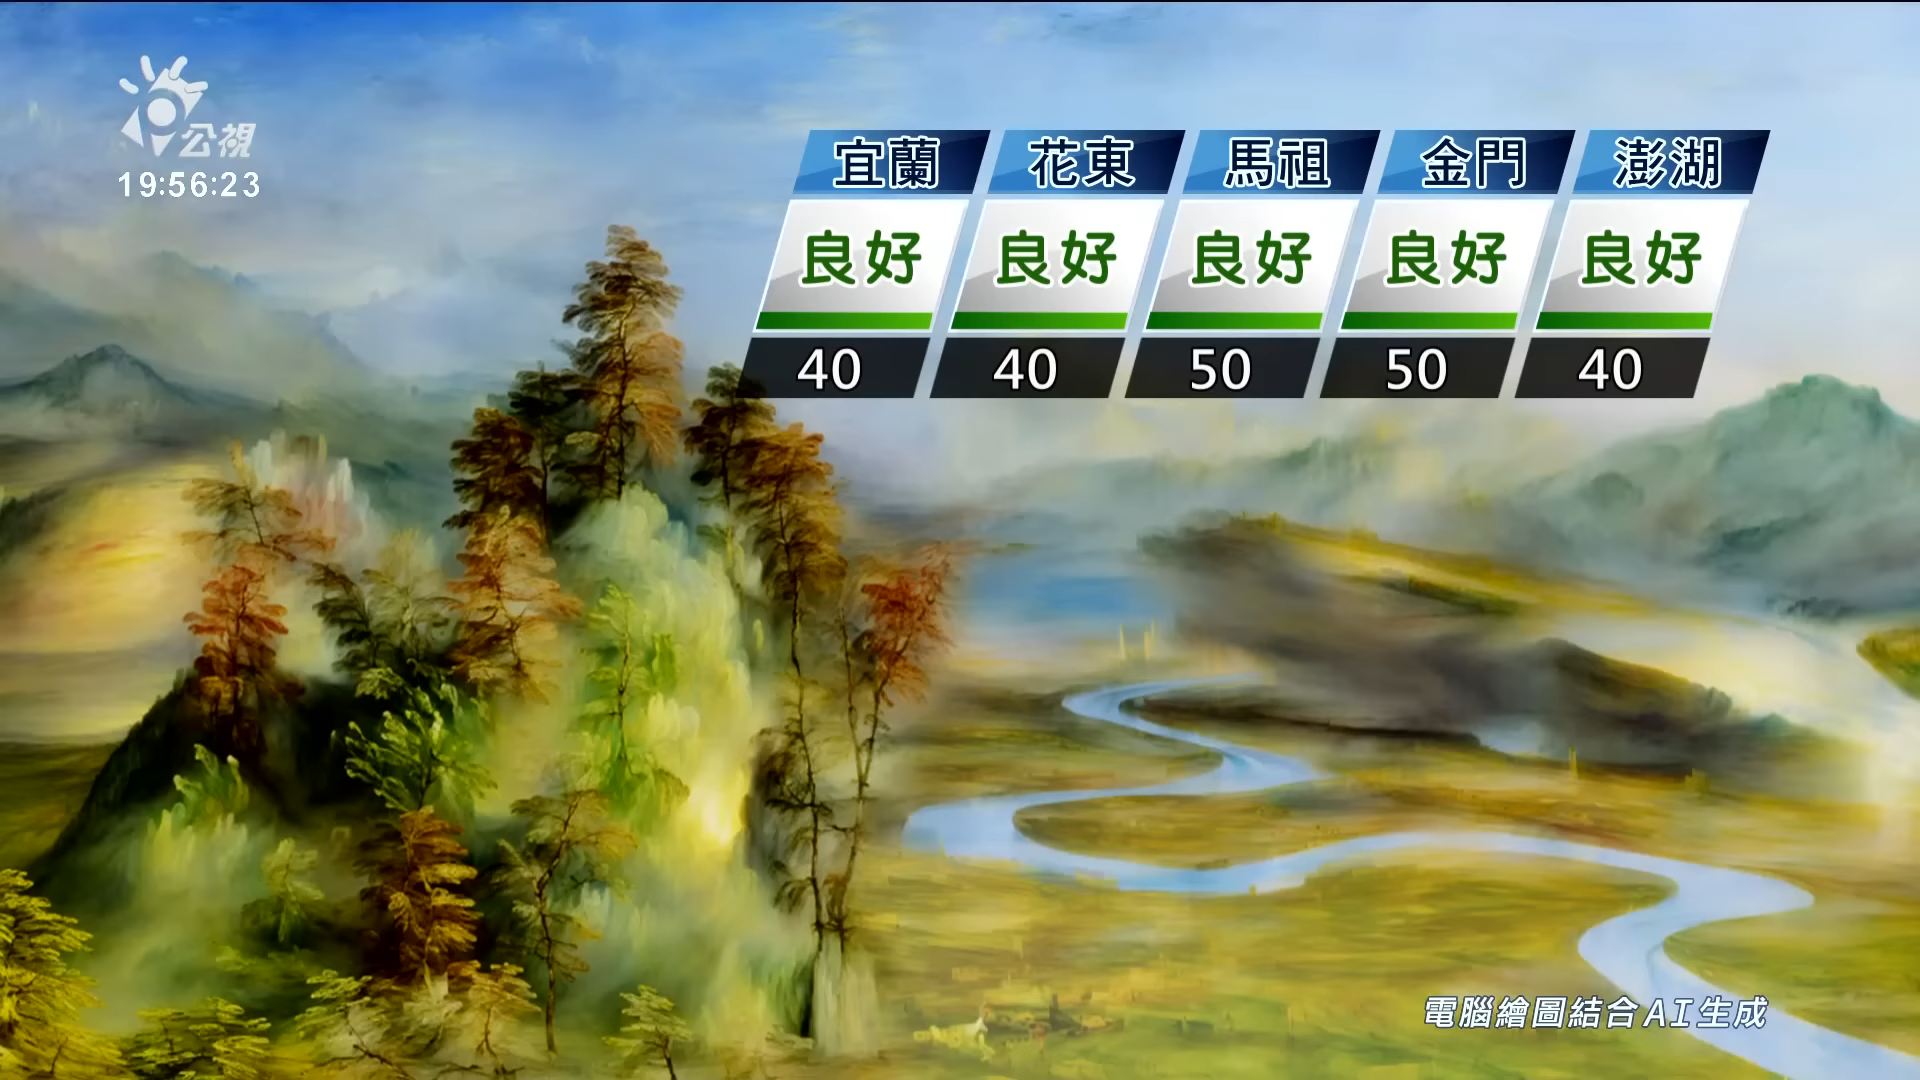 公視
19:56:23
宜蘭 花東 馬祖 金門 澎湖
良好 良好 良好 良好 良好
40 40 50 50 40
電腦繪圖結合AI生成